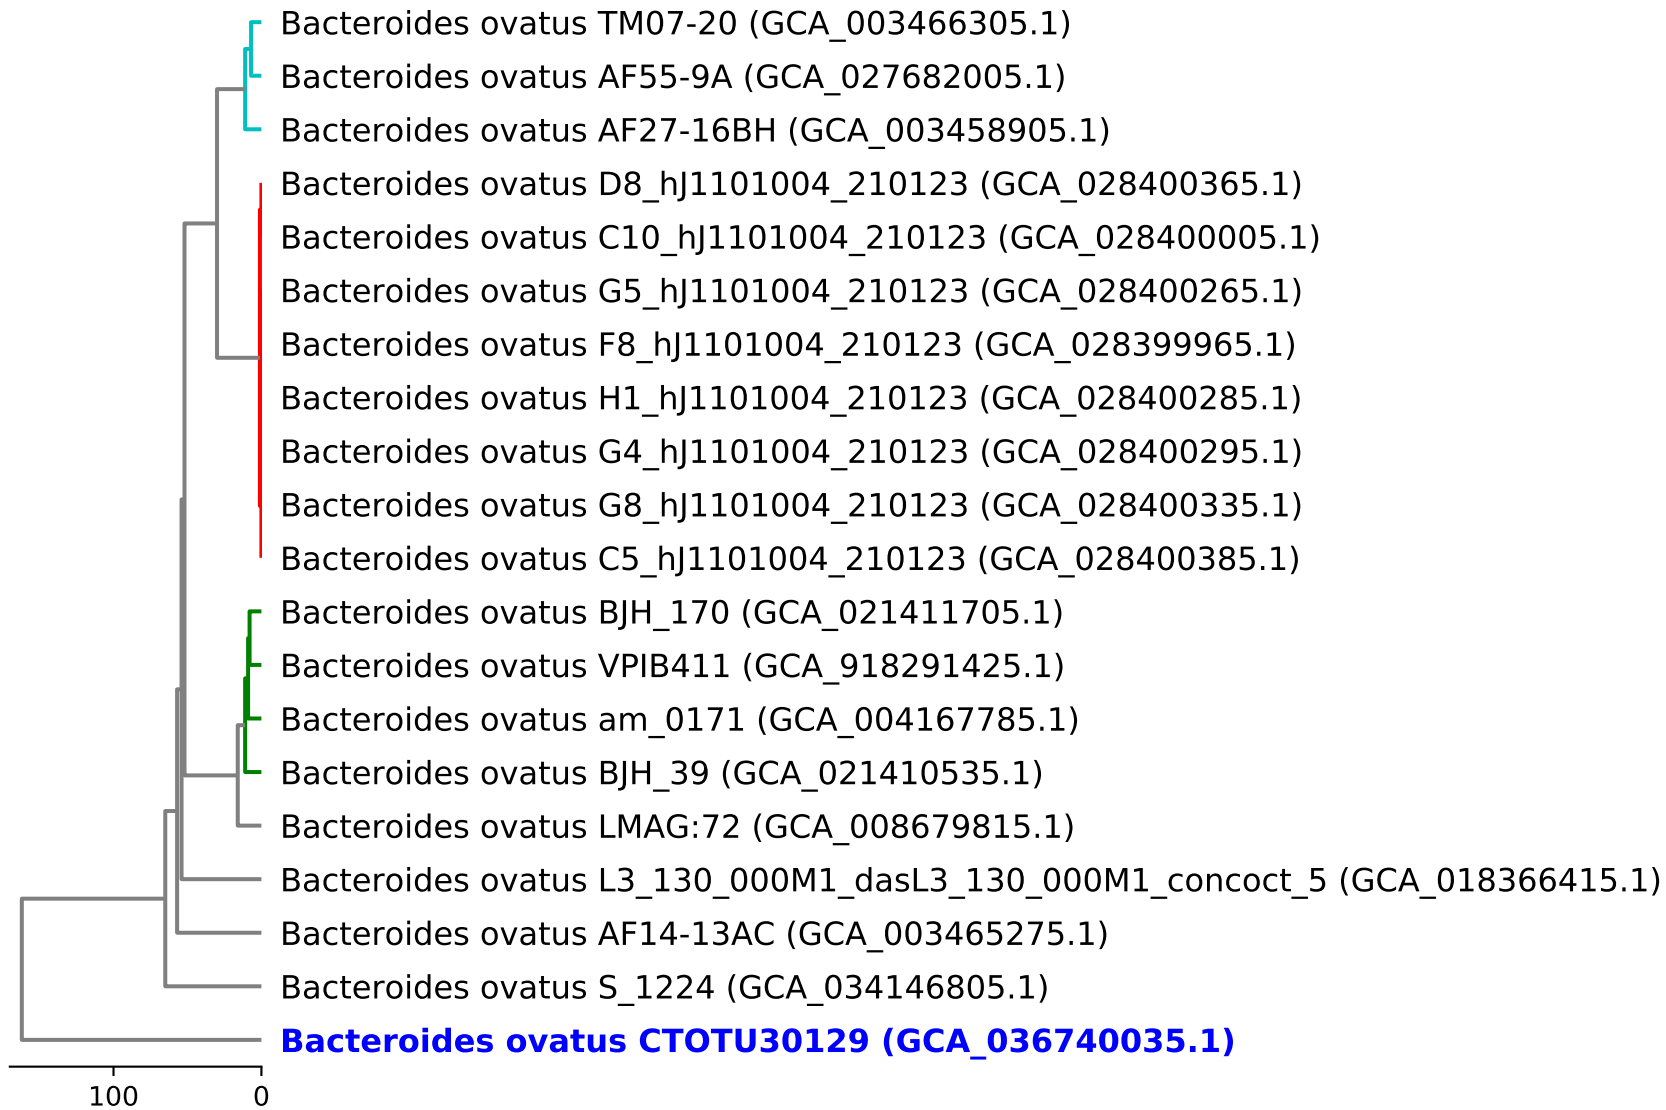 Bacteroides ovatus TM07-20 (GCA_003466305.1)
Bacteroides ovatus AF55-9A (GCA_027682005.1)
Bacteroides ovatus AF27-16BH (GCA_003458905.1)
Bacteroides ovatus D8_hJ1101004_210123 (GCA_028400365.1)
Bacteroides ovatus C10_hJ1101004_210123 (GCA_028400005.1)
Bacteroides ovatus G5_hJ1101004_210123 (GCA_028400265.1)
Bacteroides ovatus F8_hJ1101004_210123 (GCA_028399965.1)
Bacteroides ovatus H1_hJ1101004_210123 (GCA_028400285.1)
Bacteroides ovatus G4_hJ1101004_210123 (GCA_028400295.1)
Bacteroides ovatus G8_hJ1101004_210123 (GCA_028400335.1)
Bacteroides ovatus C5_hJ1101004_210123 (GCA_028400385.1)
Bacteroides ovatus BJH_170 (GCA_021411705.1)
Bacteroides ovatus VPIB411 (GCA_918291425.1)
Bacteroides ovatus am_0171 (GCA_004167785.1)
Bacteroides ovatus BJH_39 (GCA_021410535.1)
Bacteroides ovatus LMAG:72 (GCA_008679815.1)
Bacteroides ovatus L3_130_000M1_dasL3_130_000M1_concoct_5 (GCA_018366415.1)
Bacteroides ovatus AF14-13AC (GCA_003465275.1)
Bacteroides ovatus S_1224 (GCA_034146805.1)
Bacteroides ovatus CTOTU30129 (GCA_036740035.1)
100 0